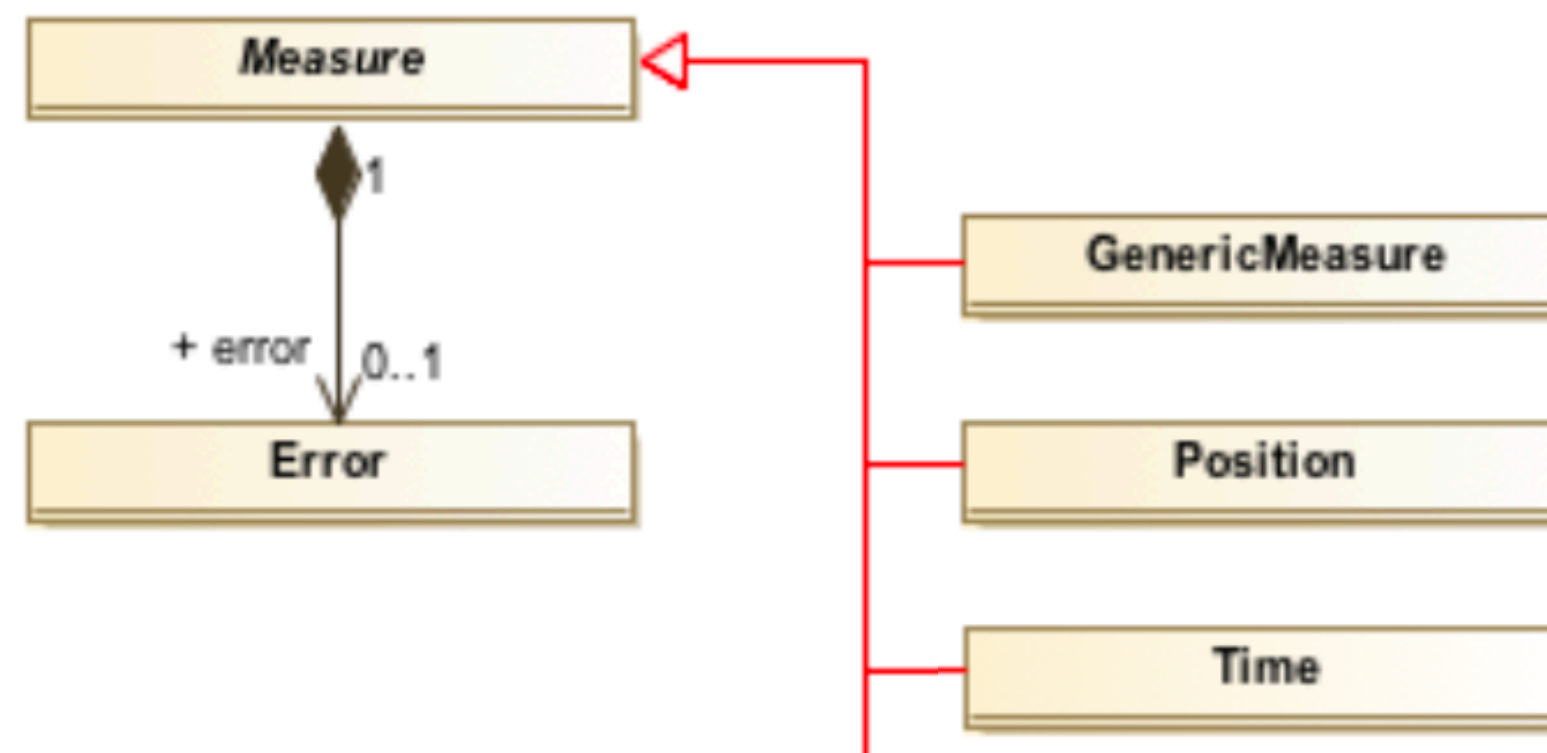 Measure
1
+ error
0..1
Error
GenericMeasure
Position
Time